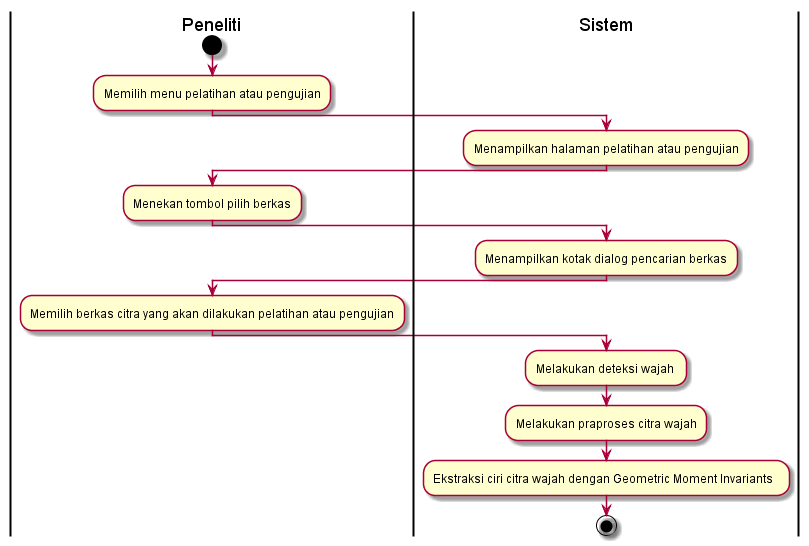 Peneliti
Sistem
Memilih menu pelatihan atau pengujian
Menampilkan halaman pelatihan atau pengujian
Menekan tombol pilih berkas
Menampilkan kotak dialog pencarian berkas
Memilih berkas citra yang akan dilakukan pelatihan atau pengujian
Melakukan deteksi wajah
Melakukan praproses citra wajah
Ekstraksi ciri citra wajah dengan Geometric Moment Invariants